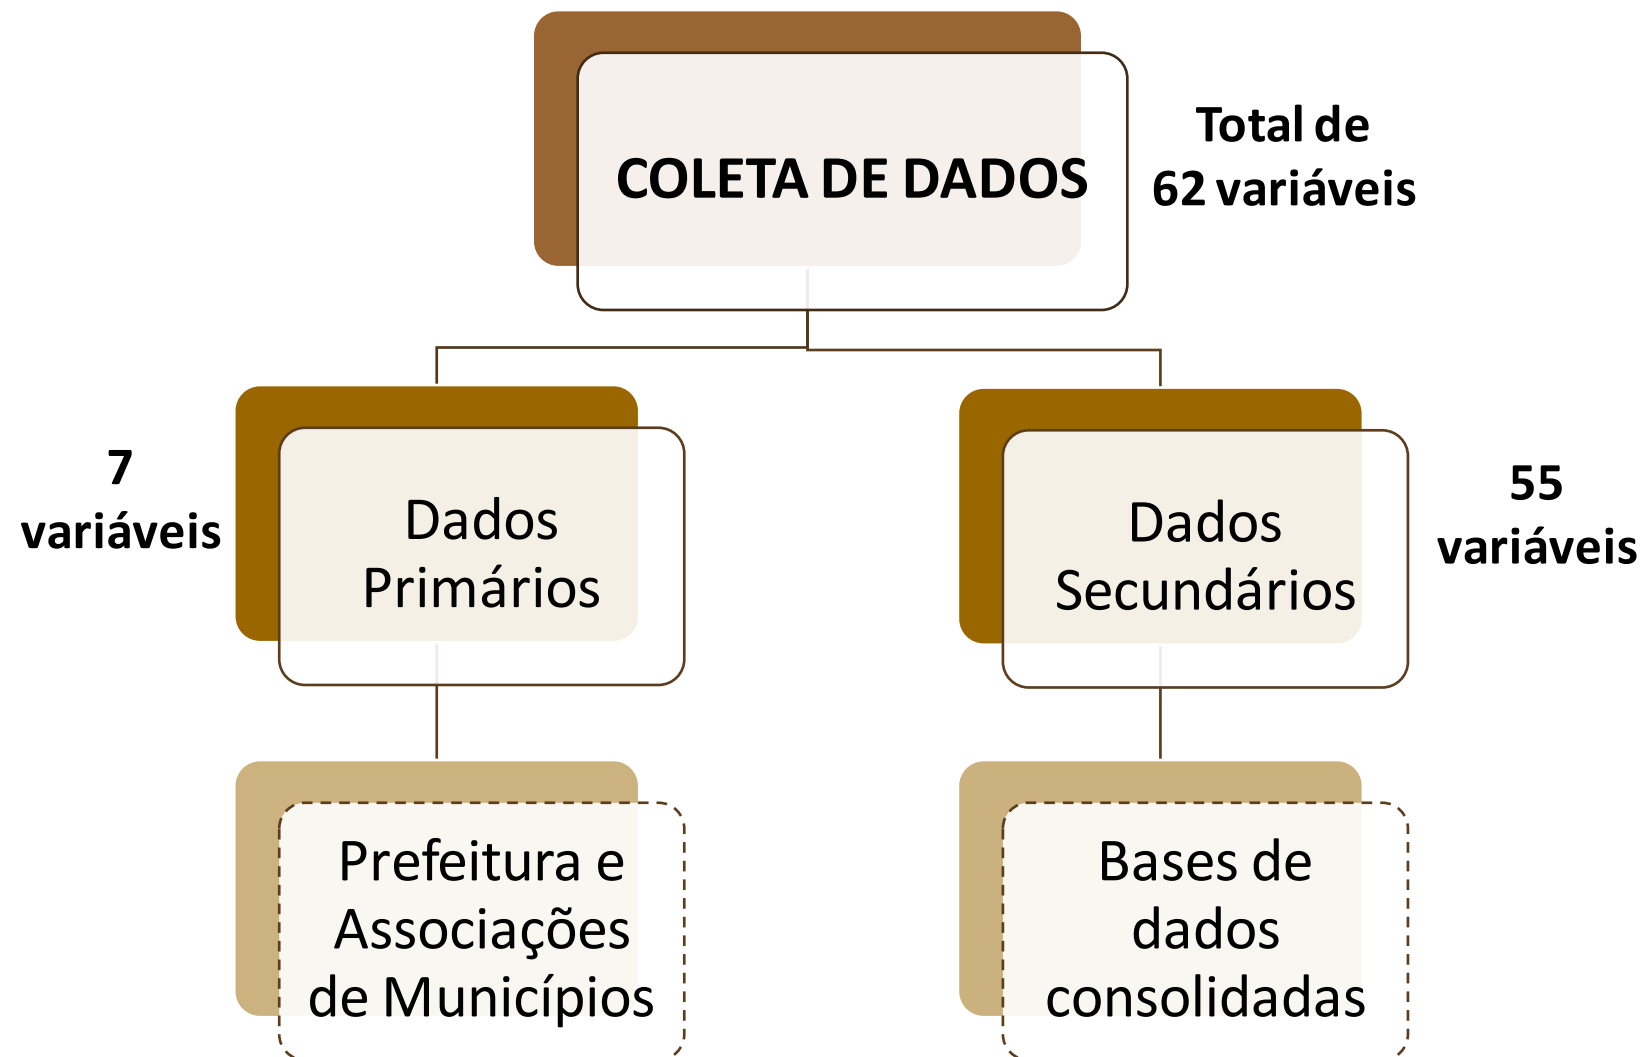 COLETA DE DADOS
Total de
62 variáveis
7
variáveis
Dados
Primários
Dados
Secundários
55
variáveis
Prefeitura e
Associações
de Municípios
Bases de
dados
consolidadas